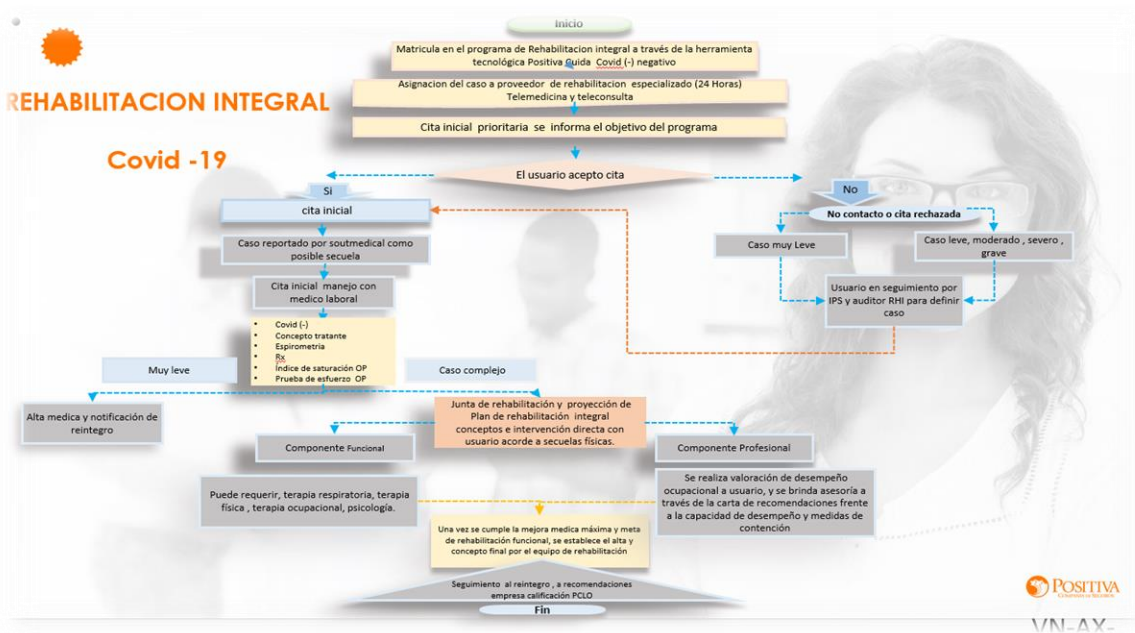 Inicio
Matricula en el programa de Rehabilitacion integral a través de la herramienta
tecnológica Positiva Cuida Covid (-) negativo
Asignacion del caso a proveedor de rehabilitacion especializado (24 Horas)
Telemedicina y teleconsulta
REHABILITACION INTEGRAL
Cita inicial prioritaria se informa el objetivo del programa
Covid -19
El usuario acepto cita
Si
No
cita inicial
No contacto o cita rechazada
Caso reportado por soutmedical como
posible secuela
Caso muy Leve
Caso leve, moderado , severo ,
grave
Cita inicial manejo con
medico laboral
Usuario en seguimiento por
IPS y auditor RHI para definir
caso
• Covid (-)
• Concepto tratante
• Espirometria
• Rx
• Índice de saturación OP
• Prueba de esfuerzo OP
Muy leve
Caso complejo
Alta medica y notificación de
reintegro
Junta de rehabilitación y proyección de
Plan de rehabilitación integral
conceptos e intervención directa con
usuario acorde a secuelas físicas.
Componente Funcional
Componente Profesional
Puede requerir, terapia respiratoria, terapia
física , terapia ocupacional, psicología.
Se realiza valoración de desempeño
ocupacional a usuario, y se brinda asesoría a
través de la carta de recomendaciones frente
a la capacidad de desempeño y medidas de
contención
Una vez se cumple la mejora medica máxima y meta
de rehabilitación funcional, se establece el alta y
concepto final por el equipo de rehabilitación
Seguimiento al reintegro , a recomendaciones
empresa calificación PCLO
Fin
POSITIVA
COMPAÑÍA DE SEGUROS
VN-AX-